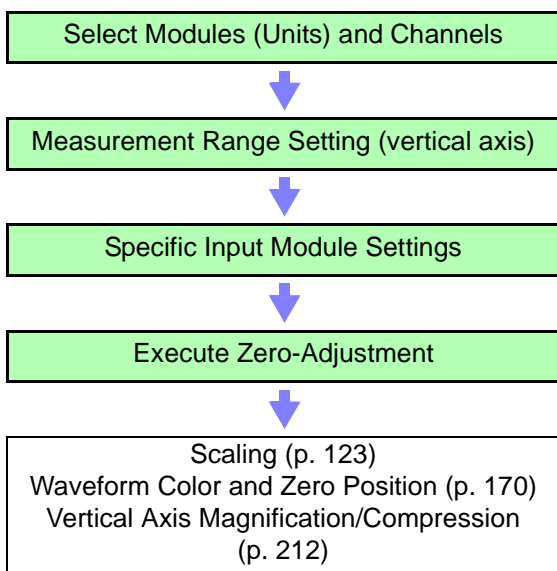 Select Modules (Units) and Channels
Measurement Range Setting (vertical axis)
Specific Input Module Settings
Execute Zero-Adjustment
Scaling (p. 123)
Waveform Color and Zero Position (p. 170)
Vertical Axis Magnification/Compression
(p. 212)